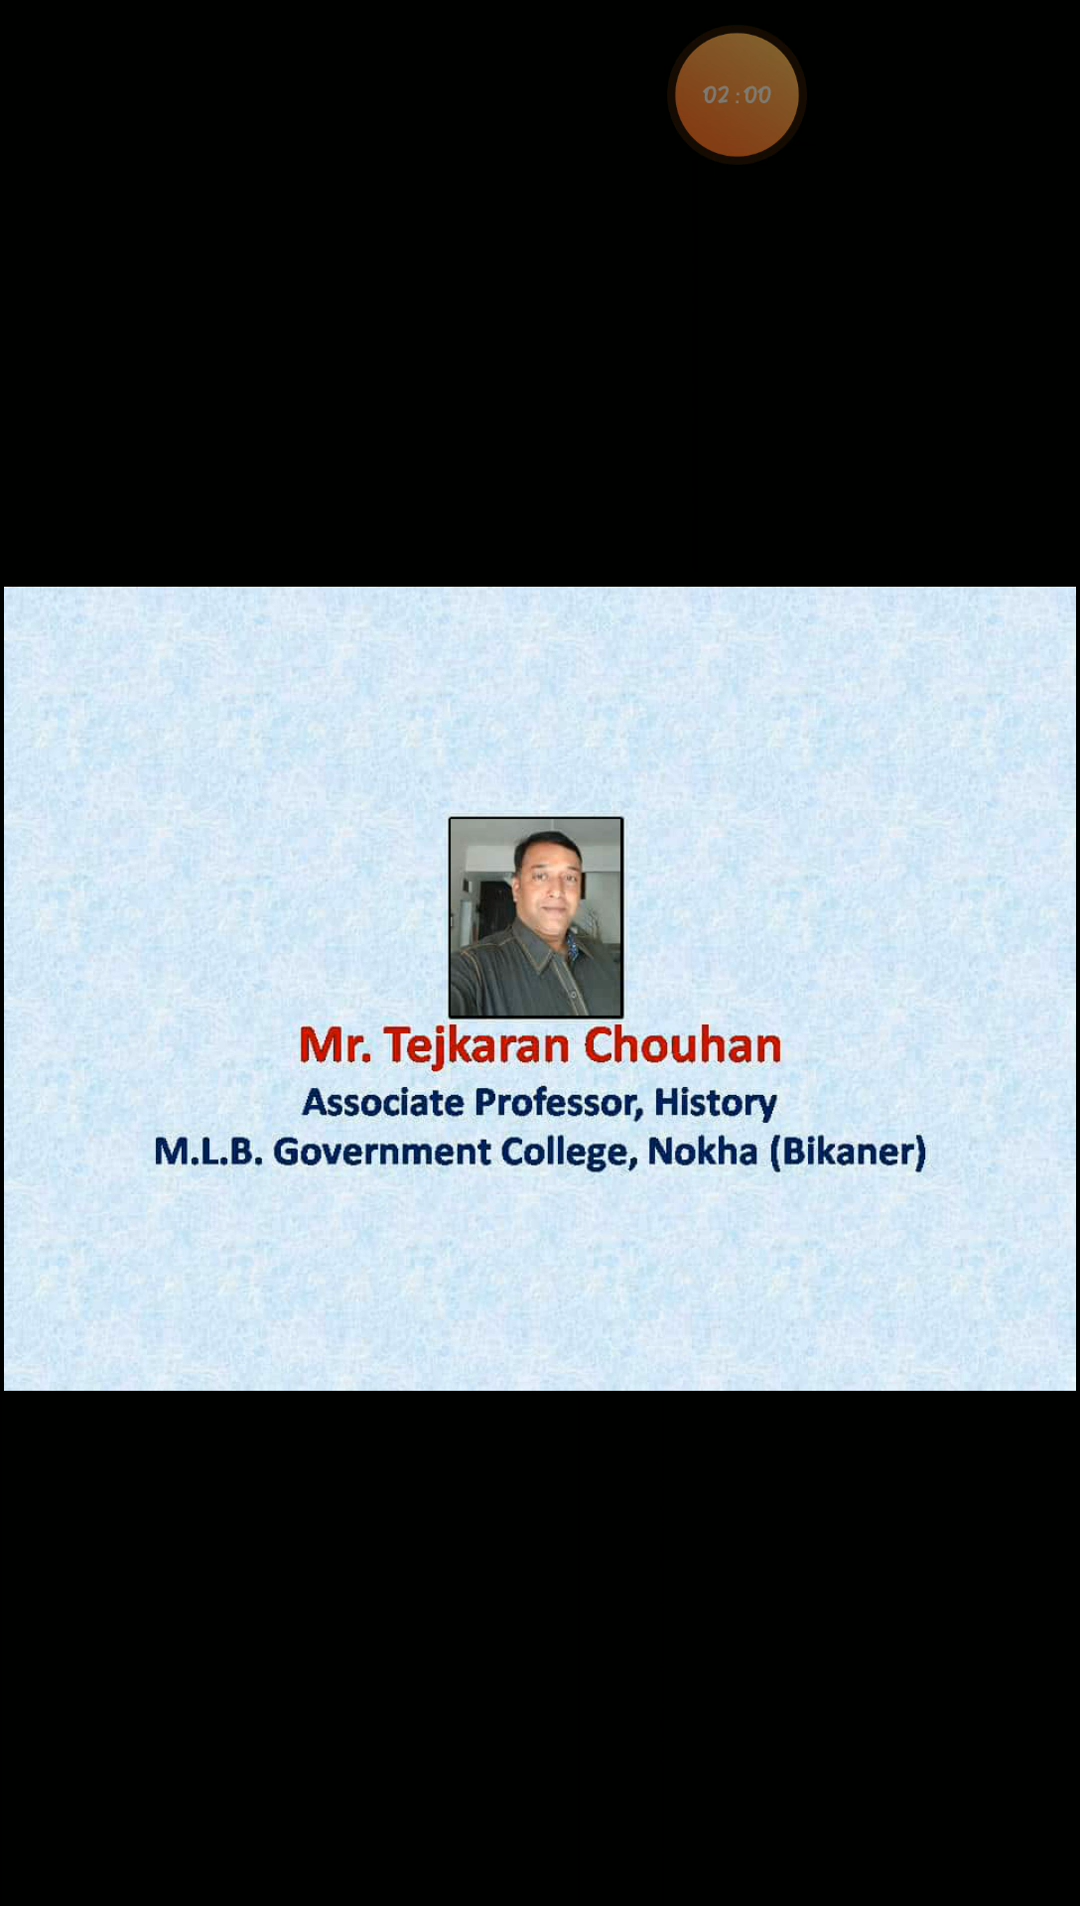 02:00
Mr. Tejkaran Chouhan
Associate Professor, History
M.L.B. Government College, Nokha (Bikaner)